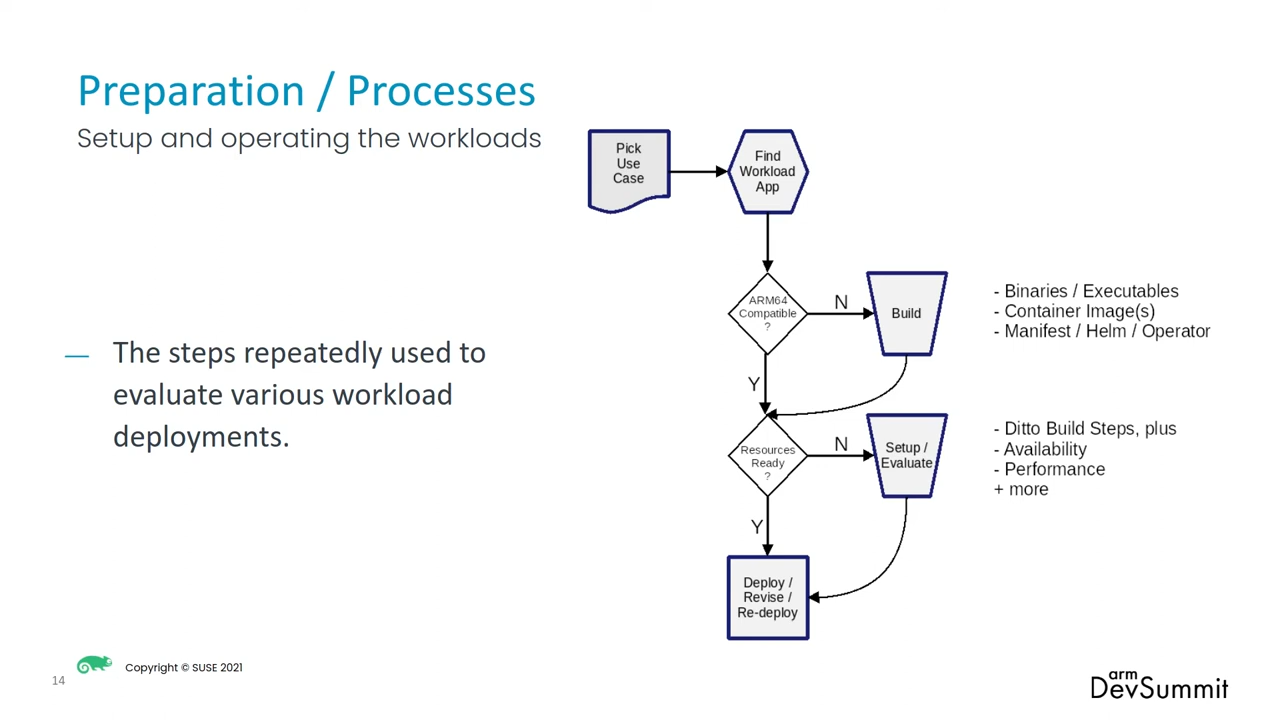 Preparation / Processes
Setup and operating the workloads
Pick
Use
Case
Find
Workload
App
ARM64
Compatible
?
N
Build
- Binaries / Executables
- Container Image(s)
- Manifest / Helm / Operator
— The steps repeatedly used to
evaluate various workload
deployments.
Y
Resources
Ready
?
N
Setup /
Evaluate
- Ditto Build Steps, plus
- Availability
- Performance
+ more
Y
Deploy /
Revise /
Re-deploy
14
Copyright © SUSE 2021
arm
DevSummit